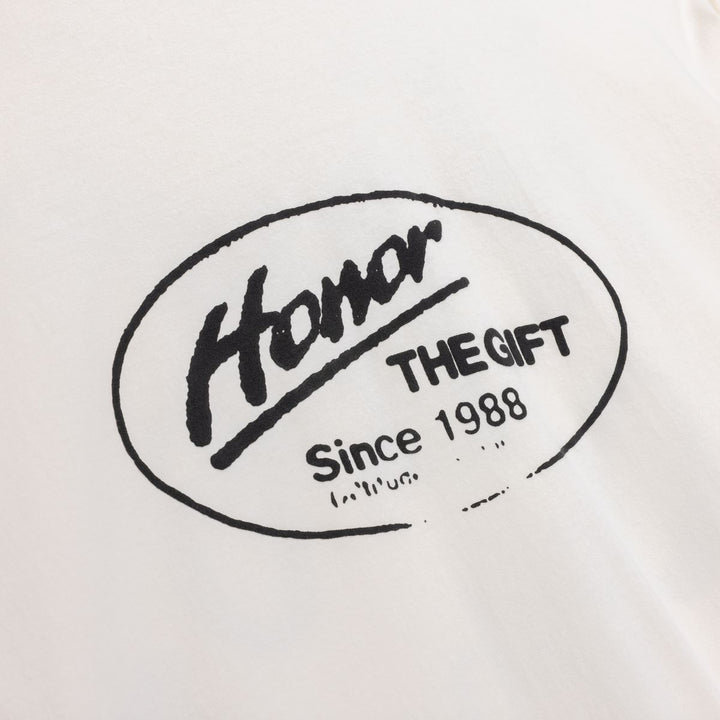 Honor
THE GIFT
Since 1988